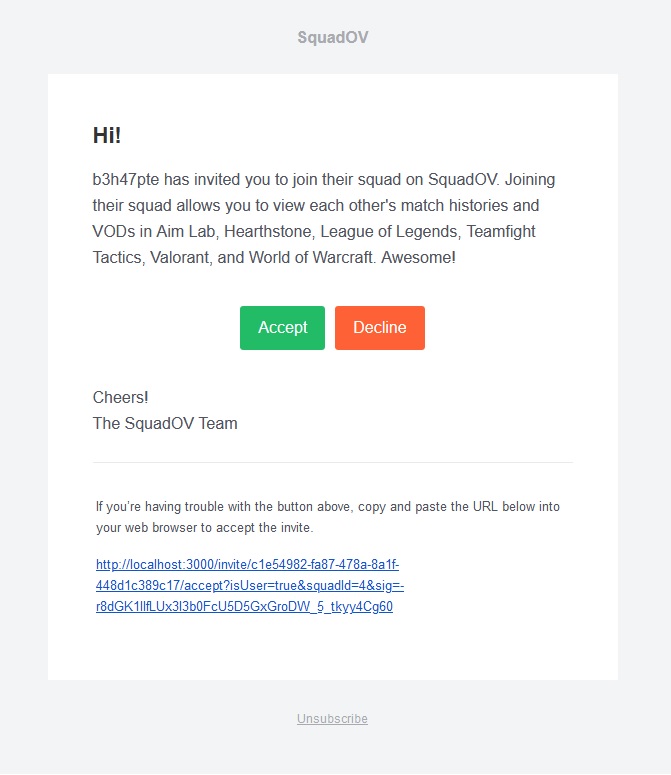 SquadOV
Hi!
b3h47pte has invited you to join their squad on SquadOV. Joining
their squad allows you to view each other's match histories and
VODs in Aim Lab, Hearthstone, League of Legends, Teamfight
Tactics, Valorant, and World of Warcraft. Awesome!
Accept Decline
Cheers!
The SquadOV Team
If you’re having trouble with the button above, copy and paste the URL below into
your web browser to accept the invite.
http://localhost:3000/invite/c1e54982-fa87-478a-8a1f-
448d1c389c17/accept?isUser=true&squadId=4&sig=-
Unsubscribe